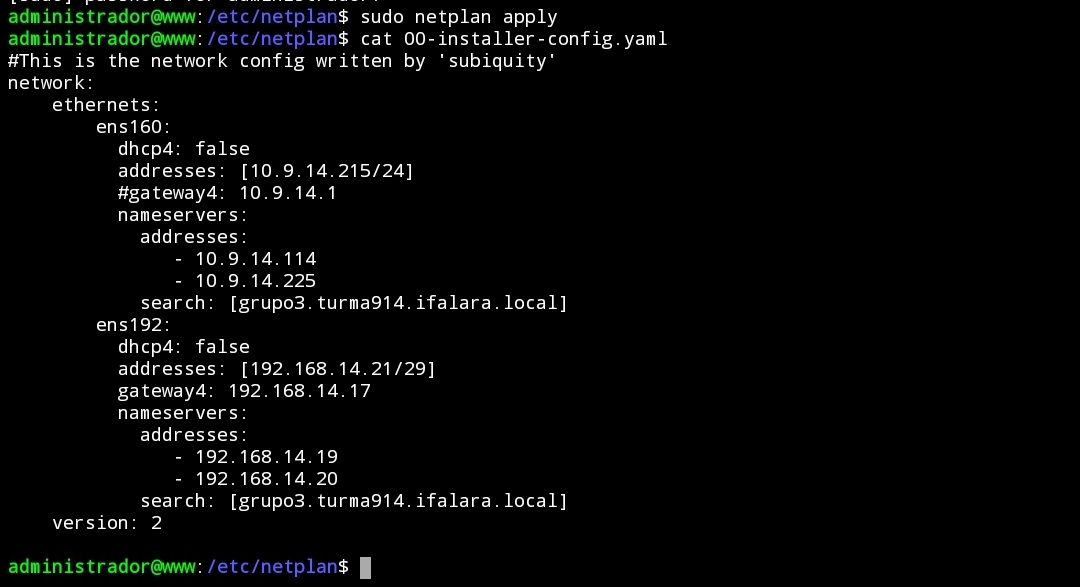 administrador@www:/etc/netplan$ sudo netplan apply
administrador@www:/etc/netplan$ cat 00-installer-config.yaml
#This is the network config written by 'subiquity'
network:
    ethernets:
        ens160:
          dhcp4: false
          addresses: [10.9.14.215/24]
          #gateway4: 10.9.14.1
          nameservers:
            addresses:
               - 10.9.14.114
               - 10.9.14.225
            search: [grupo3.turma914.ifalara.local]
        ens192:
          dhcp4: false
          addresses: [192.168.14.21/29]
          gateway4: 192.168.14.17
          nameservers:
            addresses:
               - 192.168.14.19
               - 192.168.14.20
            search: [grupo3.turma914.ifalara.local]
    version: 2
administrador@www:/etc/netplan$